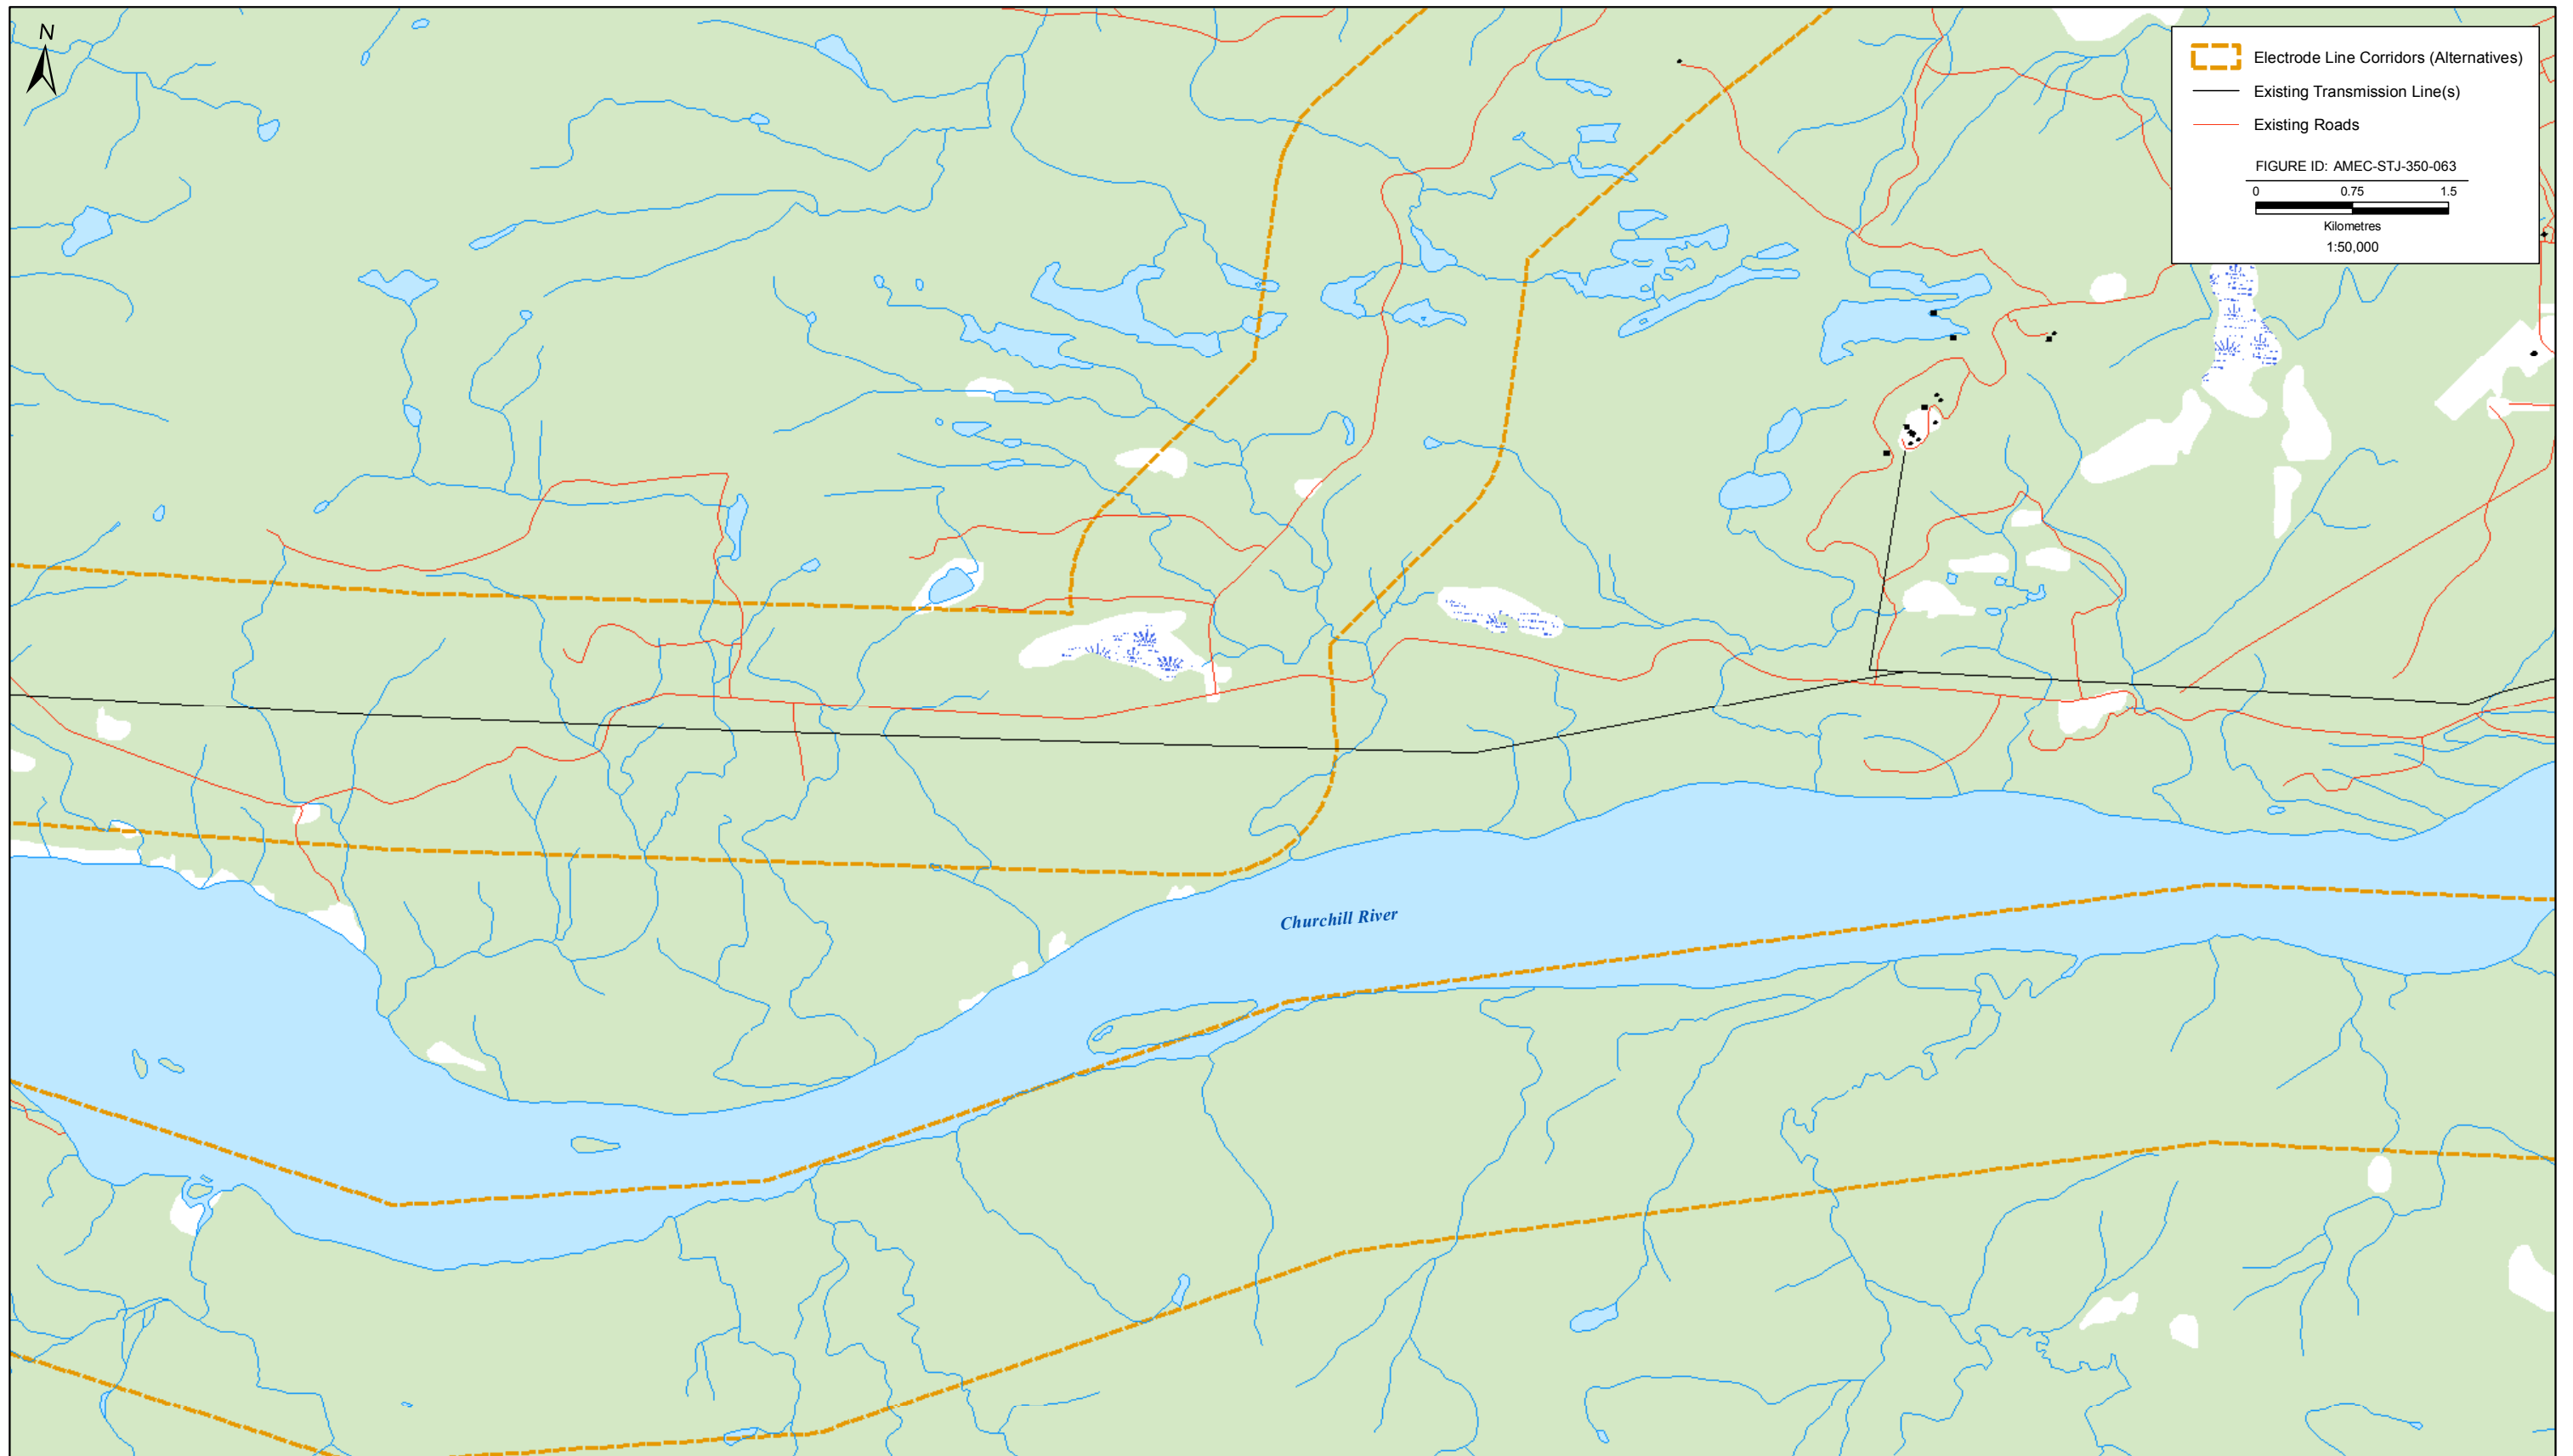 N
Electrode Line Corridors (Alternatives)
Existing Transmission Line(s)
Existing Roads
FIGURE ID: AMEC-STJ-350-063
0 0.75 1.5
Kilometres
1:50,000
Churchill River